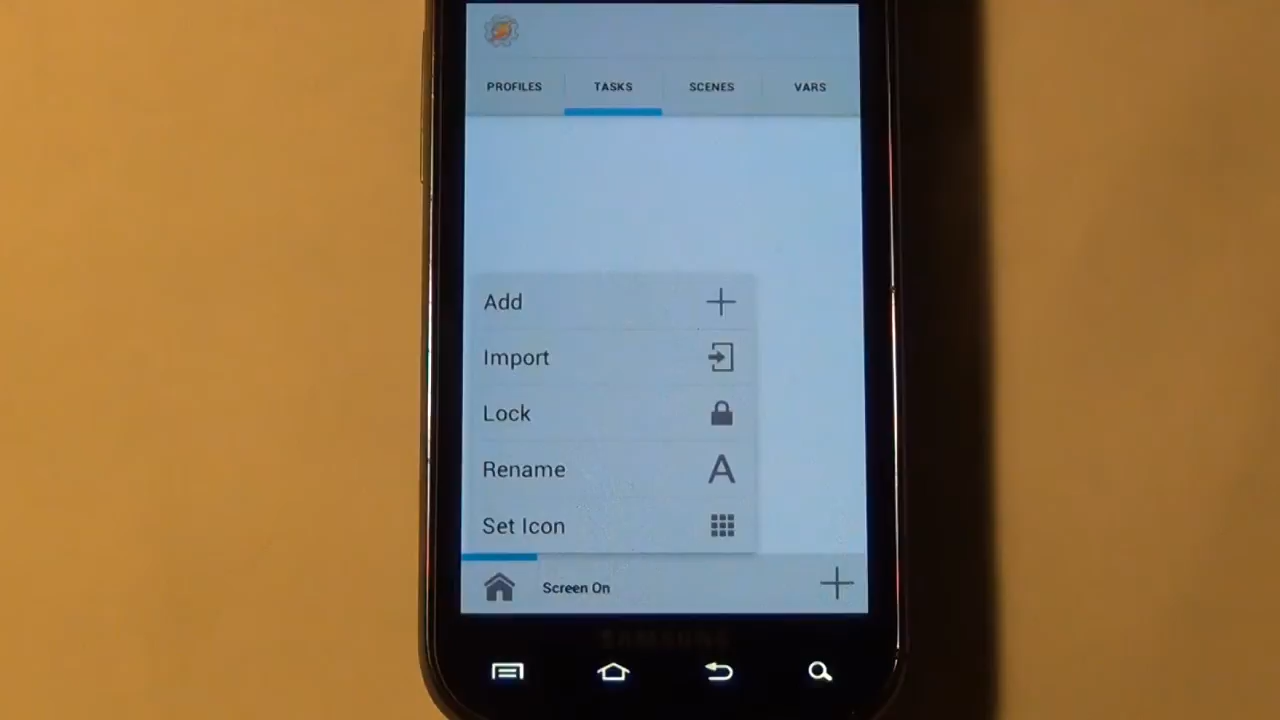 PROFILES TASKS SCENES VARS
Add
Import
Lock
Rename
Set Icon
Screen On
SAMSUNG